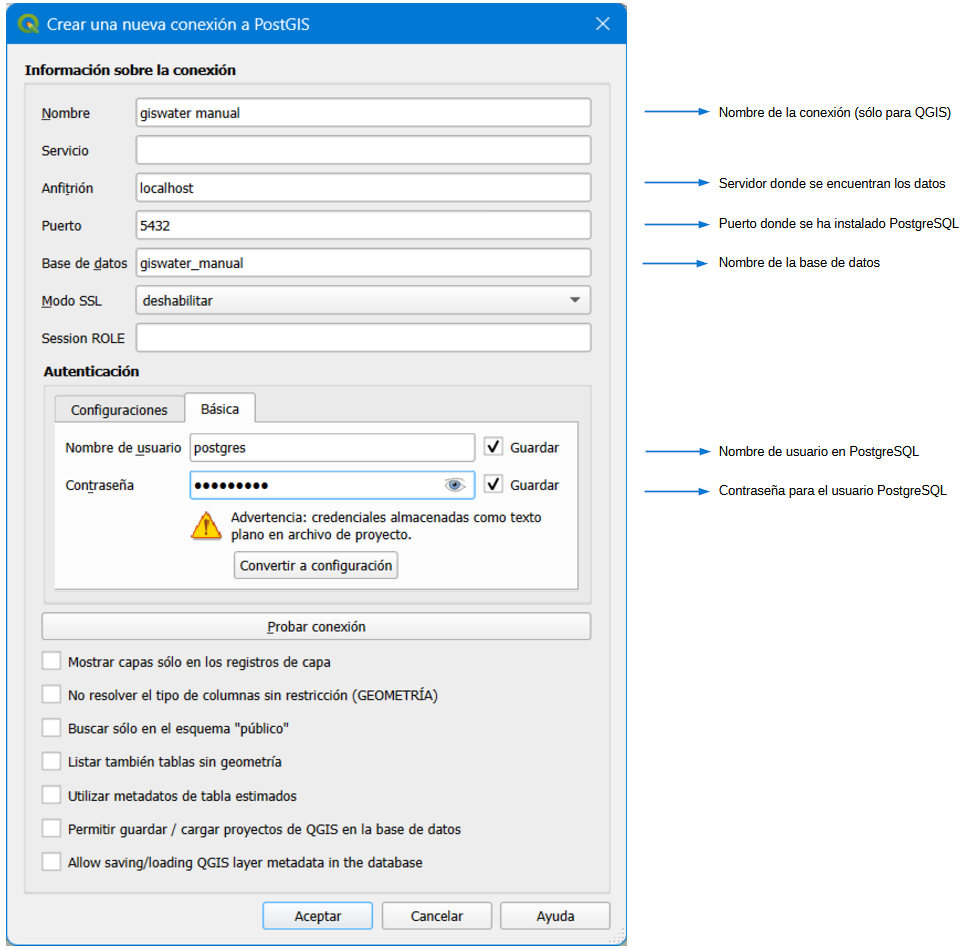 Crear una nueva conexión a PostGIS
Información sobre la conexión
Nombre giswater manual Nombre de la conexión (sólo para QGIS)
Servicio
Anfitrión localhost Servidor donde se encuentran los datos
Puerto 5432 Puerto donde se ha instalado PostgreSQL
Base de datos giswater_manual Nombre de la base de datos
Modo SSL deshabilitar
Session ROLE
Autenticación
Configuraciones Básica
Nombre de usuario postgres Guardar Nombre de usuario en PostgreSQL
Contraseña ●●●●●●●●● Guardar Contraseña para el usuario PostgreSQL
Advertencia: credenciales almacenadas como texto
plano en archivo de proyecto.
Convertir a configuración
Probar conexión
Mostrar capas sólo en los registros de capa
No resolver el tipo de columnas sin restricción (GEOMETRÍA)
Buscar sólo en el esquema "público"
Listar también tablas sin geometría
Utilizar metadatos de tabla estimados
Permitir guardar / cargar proyectos de QGIS en la base de datos
Allow saving/loading QGIS layer metadata in the database
Aceptar Cancelar Ayuda